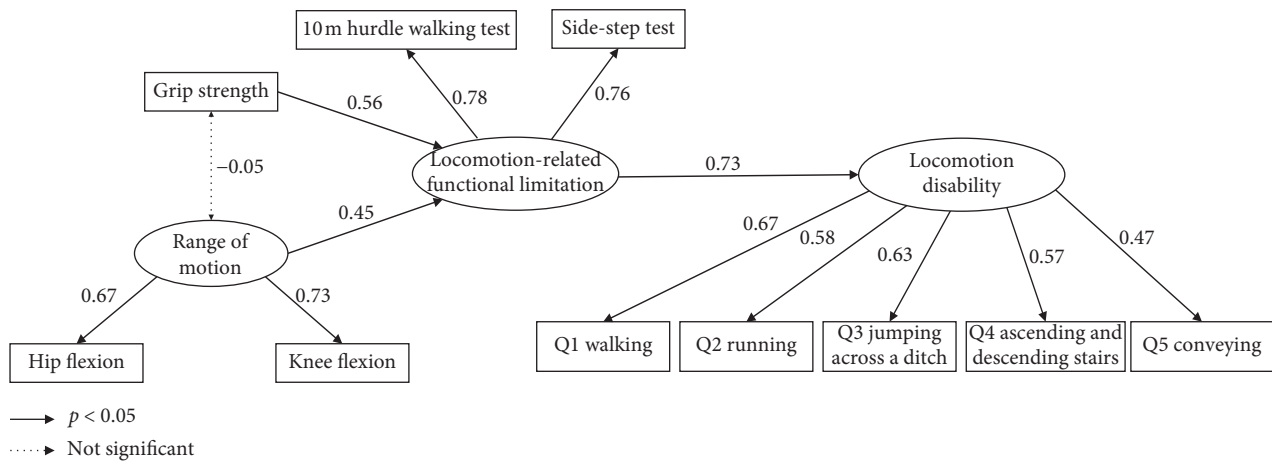 10 m hurdle walking test
Side-step test
Grip strength
0.56
0.78
0.76
−0.05
Locomotion-related
functional limitation
0.73
Locomotion
disability
0.45
Range of
motion
0.67
0.73
0.67
0.58
0.63
0.57
0.47
Hip flexion
Knee flexion
Q1 walking
Q2 running
Q3 jumping
across a ditch
Q4 ascending and
descending stairs
Q5 conveying
p < 0.05
Not significant